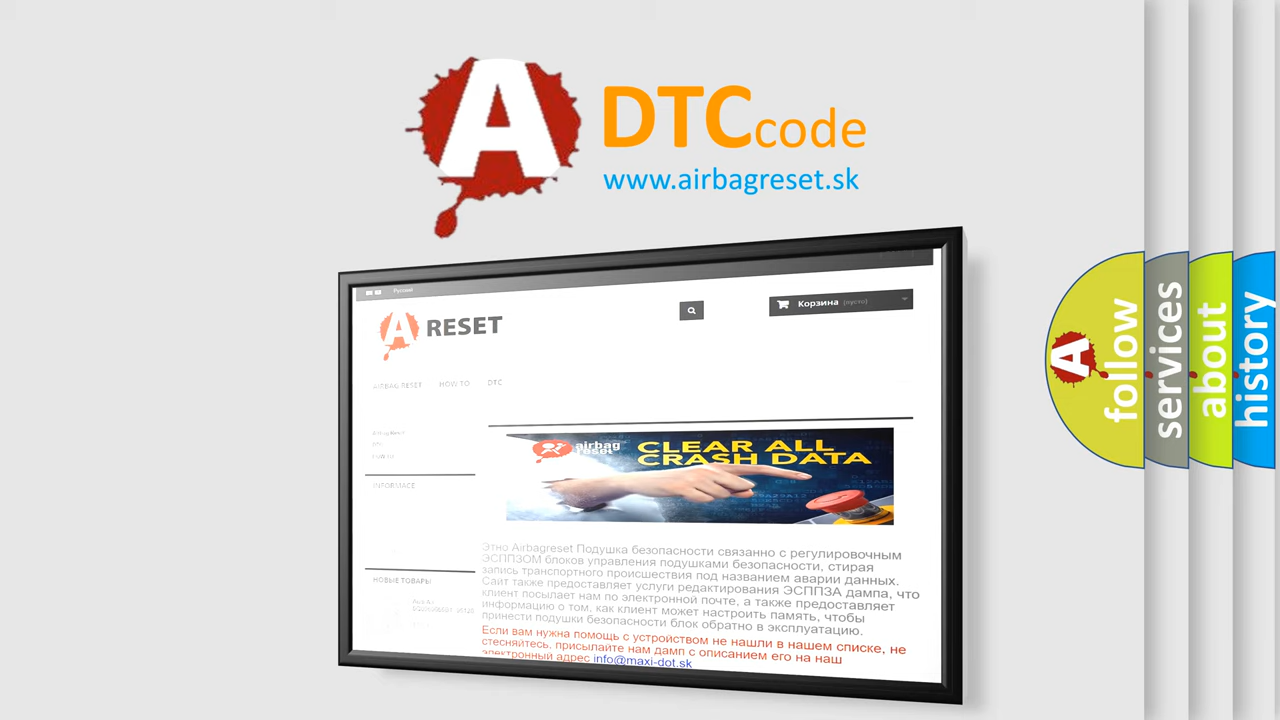 A
DTC code
www.airbagreset.sk
Русский
A RESET
Корзина (пусто)
AIRBAG RESET HOW TO DTC
INFORMACE
НОВЫЕ ТОВАРЫ
airbag
reset
CLEAR ALL
CRASH DATA
Этно Airbagreset Подушка безопасности связанно с регулировочным
ЭСППЗОМ блоков управления подушками безопасности, стирая
запись транспортного происшествия под названием аварии данных.
Сайт также предоставляет услуги редактирования ЭСППЗА дампа, что
клиент посылает нам по электронной почте, а также предоставляет
информацию о том, как клиент может настроить память, чтобы
принести подушки безопасности блок обратно в эксплуатацию.
Если вам нужна помощь с устройством не нашли в нашем списке, не
стесняйтесь, присылайте нам дамп с описанием его на наш
электронный адрес info@maxi-dot.sk
A
follow
services
about
history